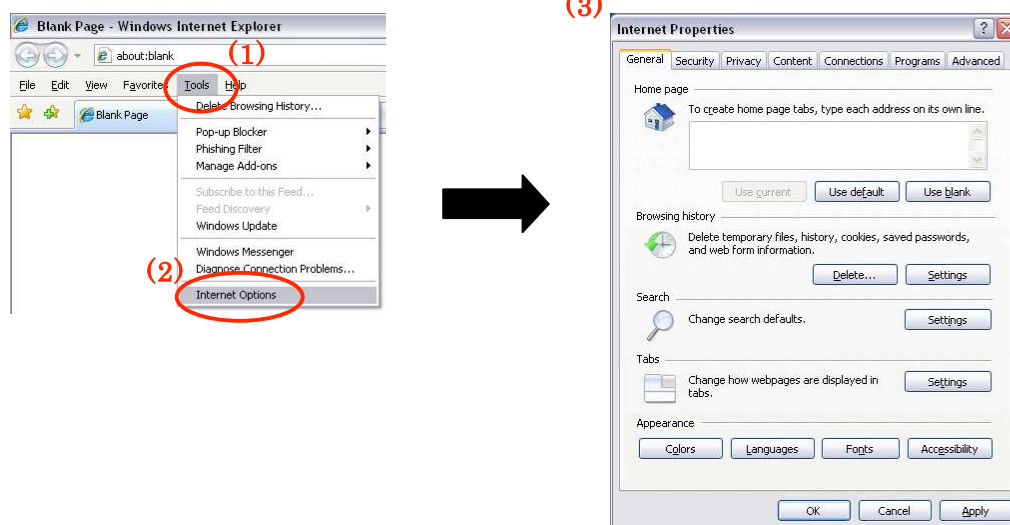 Blank Page - Windows Internet Explorer
about:blank
(1)
File Edit View Favorites Tools Help
Blank Page
Delete Browsing History...
Pop-up Blocker
Phishing Filter
Manage Add-ons
Subscribe to this Feed...
Feed Discovery
Windows Update
Windows Messenger
Diagnose Connection Problems...
(2)
Internet Options
(3)
Internet Properties
General Security Privacy Content Connections Programs Advanced
Home page
To create home page tabs, type each address on its own line.
Use current Use default Use blank
Browsing history
Delete temporary files, history, cookies, saved passwords,
and web form information.
Delete... Settings
Search
Change search defaults.
Settings
Tabs
Change how webpages are displayed in
tabs.
Settings
Appearance
Colors Languages Fonts Accessibility
OK Cancel Apply